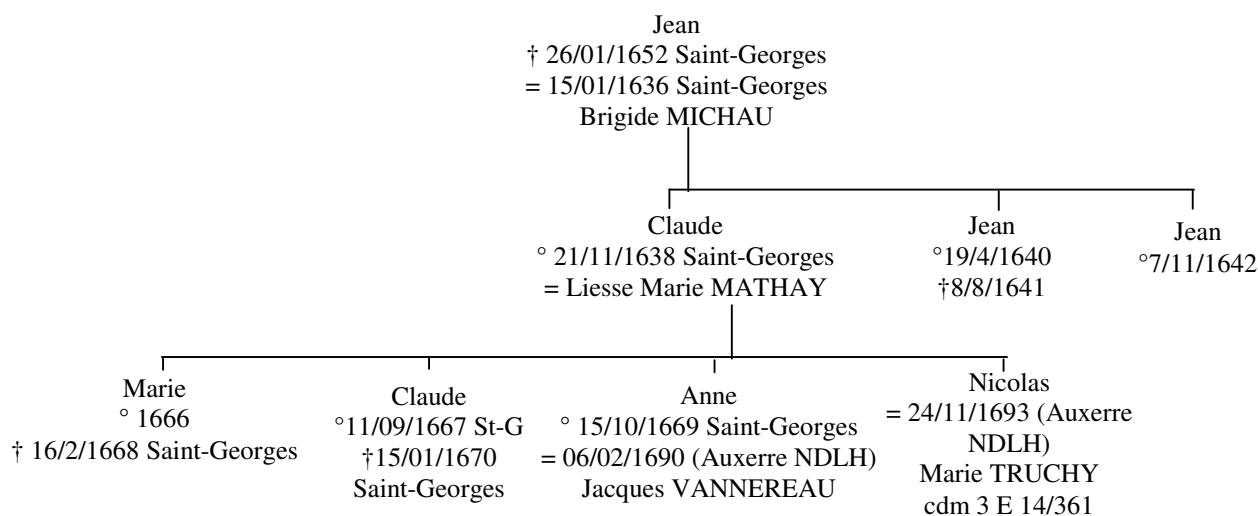 Jean
† 26/01/1652 Saint-Georges
= 15/01/1636 Saint-Georges
Brigide MICHAU
Claude
° 21/11/1638 Saint-Georges
= Liesse Marie MATHAY
Jean
°19/4/1640
†8/8/1641
Jean
°7/11/1642
Marie
° 1666
† 16/2/1668 Saint-Georges
Claude
°11/09/1667 St-G
†15/01/1670
Saint-Georges
Anne
° 15/10/1669 Saint-Georges
= 06/02/1690 (Auxerre NDLH)
Jacques VANNEREAU
Nicolas
= 24/11/1693 (Auxerre
NDLH)
Marie TRUCHY
cdm 3 E 14/361